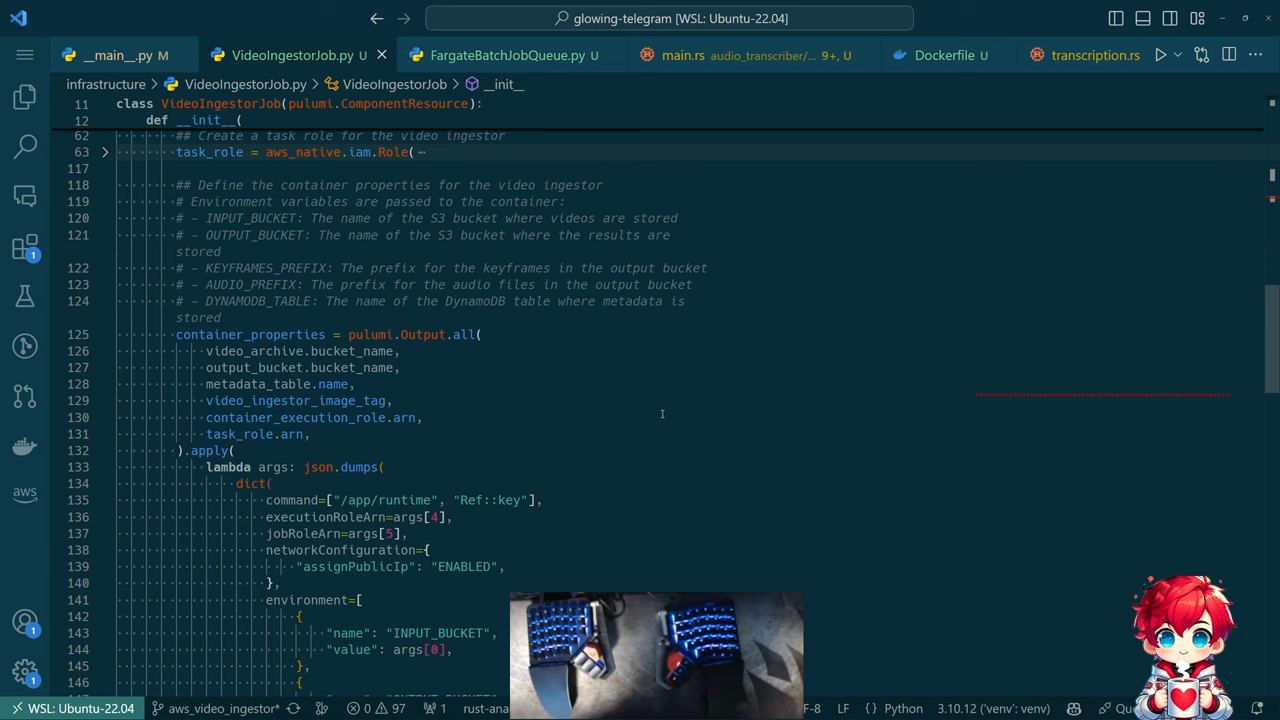 glowing-telegram [WSL: Ubuntu-22.04]
__main__.py M
VideoIngestorJob.py U
FargateBatchJobQueue.py U
main.rs audio_transcriber/... 9+, U
Dockerfile U
transcription.rs
infrastructure > VideoIngestorJob.py > VideoIngestorJob > __init__
11 class VideoIngestorJob(pulumi.ComponentResource):
12 def __init__(
62 ## Create a task role for the video ingestor
63 task_role = aws_native.iam.Role( ⋯
117
118 ## Define the container properties for the video ingestor
119 # Environment variables are passed to the container:
120 # - INPUT_BUCKET: The name of the S3 bucket where videos are stored
121 # - OUTPUT_BUCKET: The name of the S3 bucket where the results are
stored
122 # - KEYFRAMES_PREFIX: The prefix for the keyframes in the output bucket
123 # - AUDIO_PREFIX: The prefix for the audio files in the output bucket
124 # - DYNAMODB_TABLE: The name of the DynamoDB table where metadata is
stored
125 container_properties = pulumi.Output.all(
126 video_archive.bucket_name,
127 output_bucket.bucket_name,
128 metadata_table.name,
129 video_ingestor_image_tag,
130 container_execution_role.arn,
131 task_role.arn,
132 ).apply(
133 lambda args: json.dumps(
134 dict(
135 command=["/app/runtime", "Ref::key"],
136 executionRoleArn=args[4],
137 jobRoleArn=args[5],
138 networkConfiguration={
139 "assignPublicIp": "ENABLED",
140 },
141 environment=[
142 {
143 "name": "INPUT_BUCKET",
144 "value": args[0],
145 },
146 {
aws
1
1
1
WSL: Ubuntu-22.04 aws_video_ingestor* 0 97 1 rust-ana
F-8 LF {} Python 3.10.12 ('venv': venv)